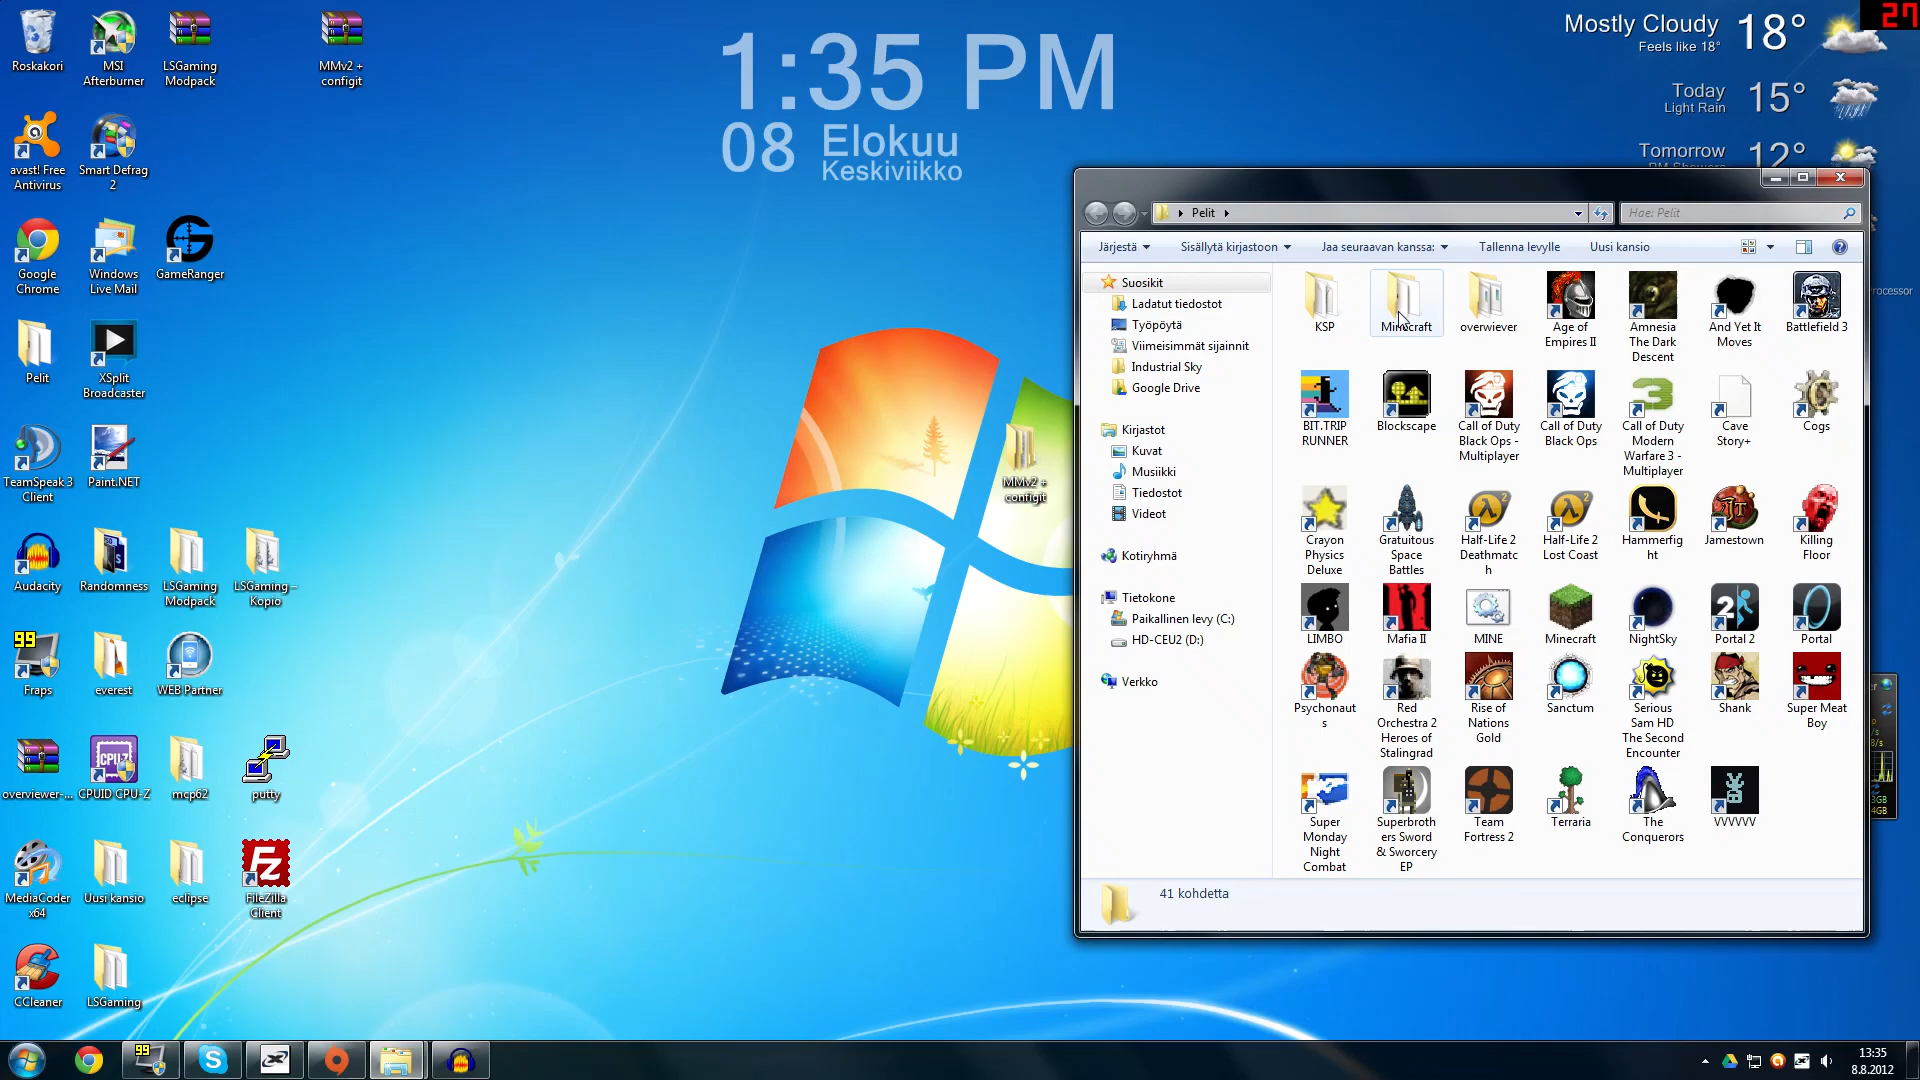 Roskakori
MSI
Afterburner
LSGaming
Modpack
MMv2 +
configit
avast! Free
Antivirus
Smart Defrag
2
Google
Chrome
Windows
Live Mail
GameRanger
Pelit
XSplit
Broadcaster
TeamSpeak 3
Client
Paint.NET
Audacity
Randomness
LSGaming
Modpack
LSGaming –
Kopio
99
Fraps
everest
WEB Partner
overviewer-...
CPUID CPU-Z
mcp62
putty
MediaCoder
x64
Uusi kansio
eclipse
FileZilla
Client
CCleaner
LSGaming
1:35 PM
08 Elokuu
Keskiviikko
MMv2 +
configit
Mostly Cloudy 18°
Feels like 18°
27
Today 15°
Light Rain
Tomorrow 12°
PM Showers
Pelit
Hae: Pelit
Järjestä
Sisällytä kirjastoon
Jaa seuraavan kanssa:
Tallenna levylle
Uusi kansio
Suosikit
Ladatut tiedostot
Työpöytä
Viimeisimmät sijainnit
Industrial Sky
Google Drive
Kirjastot
Kuvat
Musiikki
Tiedostot
Videot
Kotiryhmä
Tietokone
Paikallinen levy (C:)
HD-CEU2 (D:)
Verkko
KSP
Minecraft
overwiever
Age of
Empires II
Amnesia
The Dark
Descent
And Yet It
Moves
Battlefield 3
BIT.TRIP
RUNNER
Blockscape
Call of Duty
Black Ops -
Multiplayer
Call of Duty
Black Ops
Call of Duty
Modern
Warfare 3 -
Multiplayer
Cave
Story+
Cogs
Crayon
Physics
Deluxe
Gratuitous
Space
Battles
Half-Life 2
Deathmatc
h
Half-Life 2
Lost Coast
Hammerfig
ht
Jamestown
Killing
Floor
LIMBO
Mafia II
MINE
Minecraft
NightSky
Portal 2
Portal
Psychonaut
s
Red
Orchestra 2
Heroes of
Stalingrad
Rise of
Nations
Gold
Sanctum
Serious
Sam HD
The Second
Encounter
Shank
Super Meat
Boy
Super
Monday
Night
Combat
Superbroth
ers Sword
& Sworcery
EP
Team
Fortress 2
Terraria
The
Conquerors
VVVVVV
41 kohdetta
rocessor
3GB
4GB
99
13:35
8.8.2012